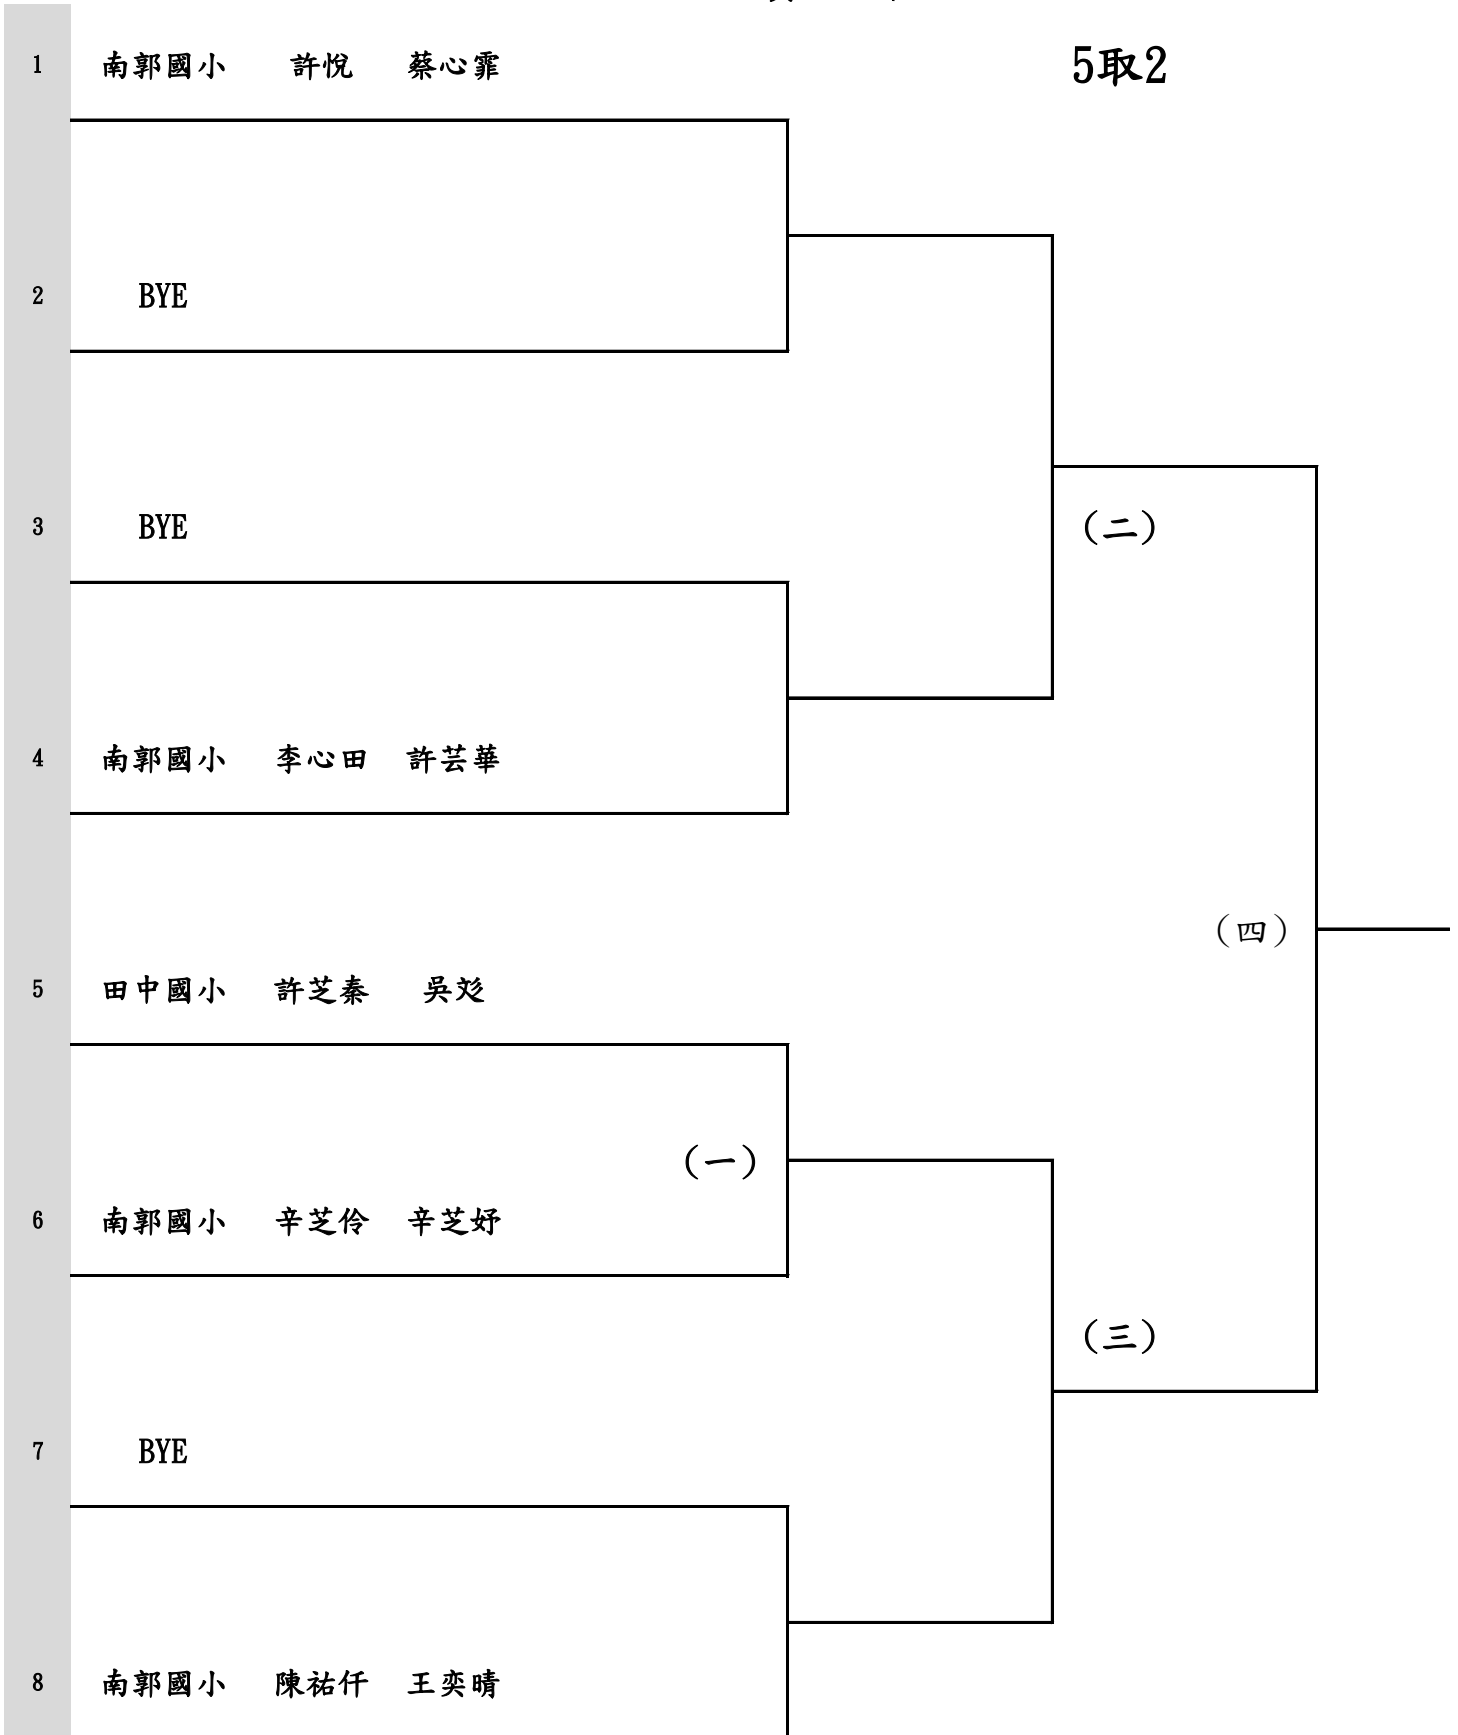 1 南郭國小 許悅 蔡心霏 5取2
2 BYE
3 BYE (二)
4 南郭國小 李心田 許芸華
(四)
5 田中國小 許芝秦 吳彣
(一)
6 南郭國小 辛芝伶 辛芝妤
(三)
7 BYE
8 南郭國小 陳祐仟 王奕晴